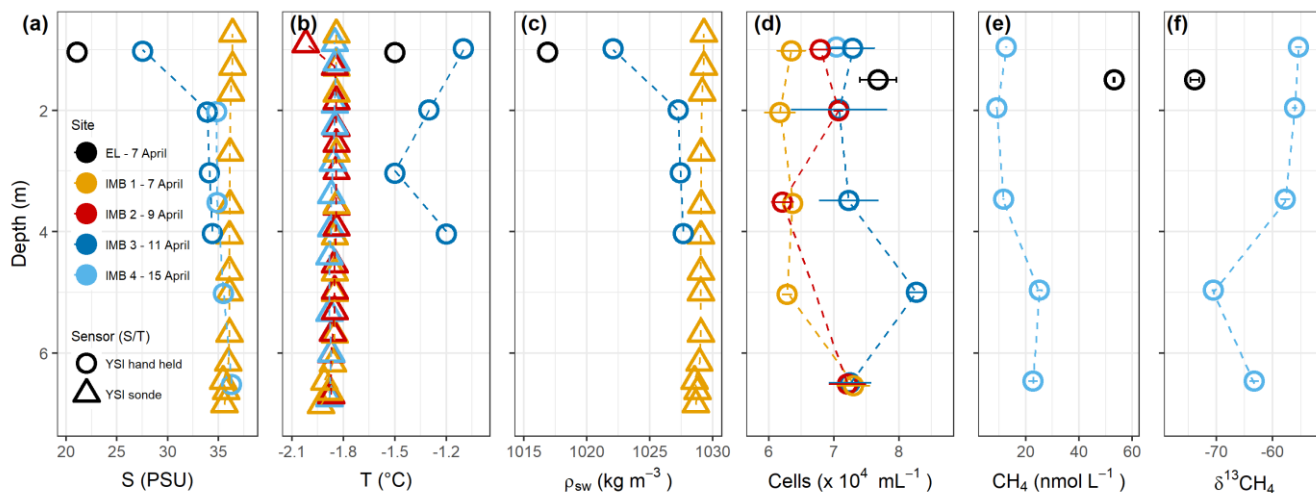 (a)
(b)
(c)
(d)
(e)
(f)
Depth (m)
2
4
6
Site
EL - 7 April
IMB 1 - 7 April
IMB 2 - 9 April
IMB 3 - 11 April
IMB 4 - 15 April
Sensor (S/T)
YSI hand held
YSI sonde
20 25 30 35
-2.1 -1.8 -1.5 -1.2
1015 1020 1025 1030
6 7 8
20 40 60
-70 -60
S (PSU)
T (°C)
ρsw (kg m⁻³)
Cells (x 10⁴ mL⁻¹)
CH₄ (nmol L⁻¹)
δ¹³CH₄